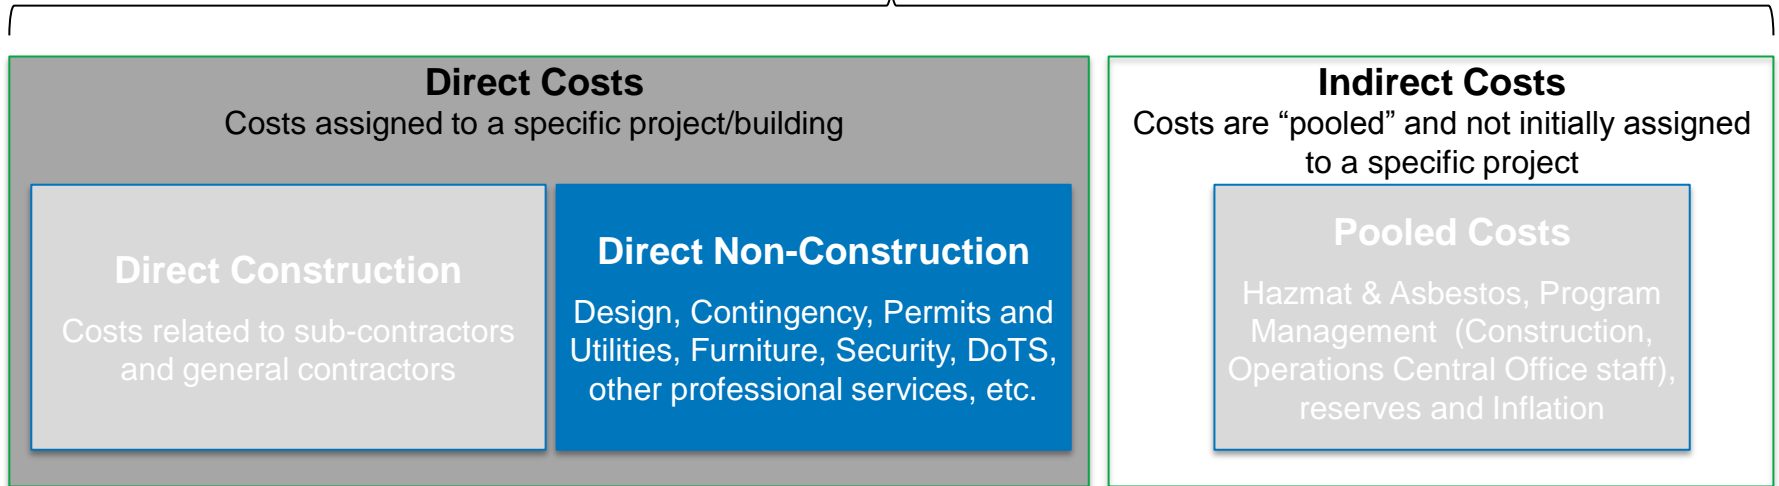 Direct Costs
Costs assigned to a specific project/building
Direct Construction
Costs related to sub-contractors
and general contractors
Direct Non-Construction
Design, Contingency, Permits and
Utilities, Furniture, Security, DoTS,
other professional services, etc.
Indirect Costs
Costs are “pooled” and not initially assigned
to a specific project
Pooled Costs
Hazmat & Asbestos, Program
Management (Construction,
Operations Central Office staff),
reserves and Inflation